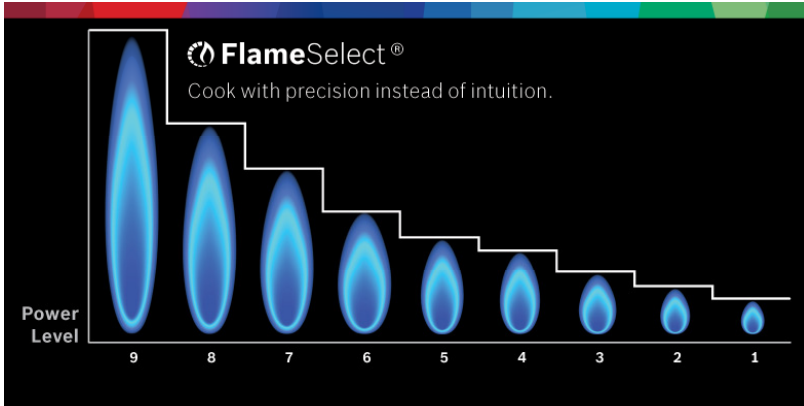 FlameSelect®
Cook with precision instead of intuition.
Power
Level
9 8 7 6 5 4 3 2 1